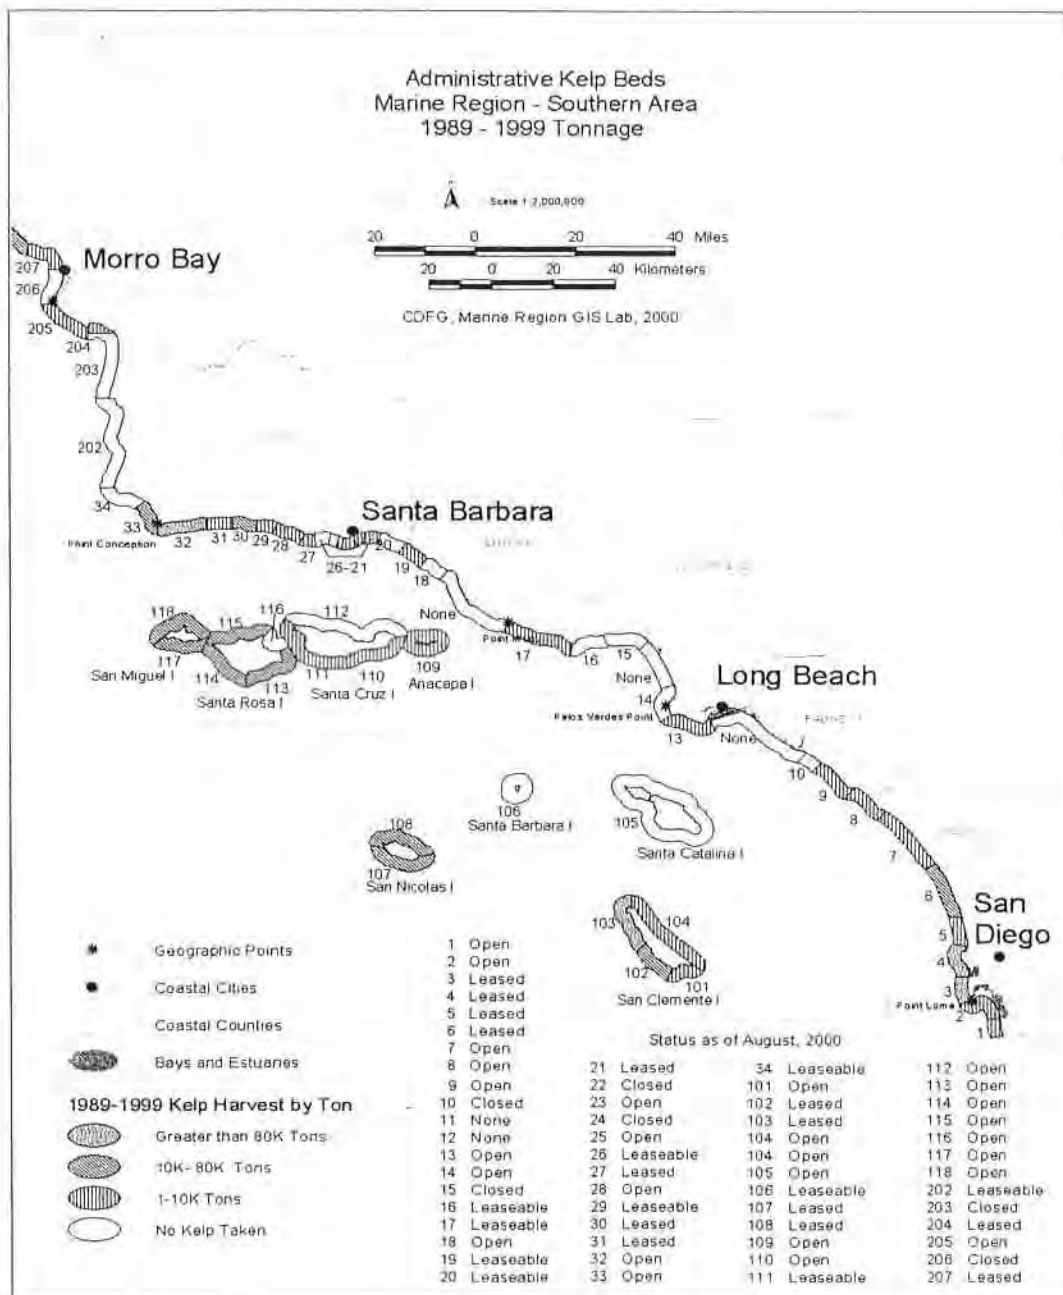 Administrative Kelp Beds
Marine Region - Southern Area
1989 - 1999 Tonnage
Scale 1 : 2,000,000
20 0 20 40 Miles
20 0 20 40 Kilometers
CDFG, Marine Region GIS Lab, 2000
Morro Bay
207
206
205
204
203
202
34
33
Point Conception
32
31
30
29
28
27
Santa Barbara
26-21
20
19
18
None
17
16
15
None
14
Palos Verdes Point
13
Long Beach
None
10
9
8
7
6
San
Diego
5
4
3
Point Loma
2
1
118
117
San Miguel I
116
115
114
113
Santa Rosa I
112
111
110
Santa Cruz I
109
Anacapa I
106
Santa Barbara I
105
Santa Catalina I
108
107
San Nicolas I
103
104
102
101
San Clemente I
Geographic Points
Coastal Cities
Coastal Counties
Bays and Estuaries
1989-1999 Kelp Harvest by Ton
Greater than 80K Tons
10K-80K Tons
1-10K Tons
No Kelp Taken
Status as of August, 2000
1 Open
2 Open
3 Leased
4 Leased
5 Leased
6 Leased
7 Open
8 Open
9 Open
10 Closed
11 None
12 None
13 Open
14 Open
15 Closed
16 Leaseable
17 Leaseable
18 Open
19 Leaseable
20 Leaseable
21 Leased
22 Closed
23 Open
24 Closed
25 Open
26 Leaseable
27 Leased
28 Open
29 Leaseable
30 Leased
31 Leased
32 Open
33 Open
34 Leaseable
101 Open
102 Leased
103 Leased
104 Open
104 Open
105 Open
106 Leaseable
107 Leased
108 Leased
109 Open
110 Open
111 Leaseable
112 Open
113 Open
114 Open
115 Open
116 Open
117 Open
118 Open
202 Leaseable
203 Closed
204 Leased
205 Open
206 Closed
207 Leased